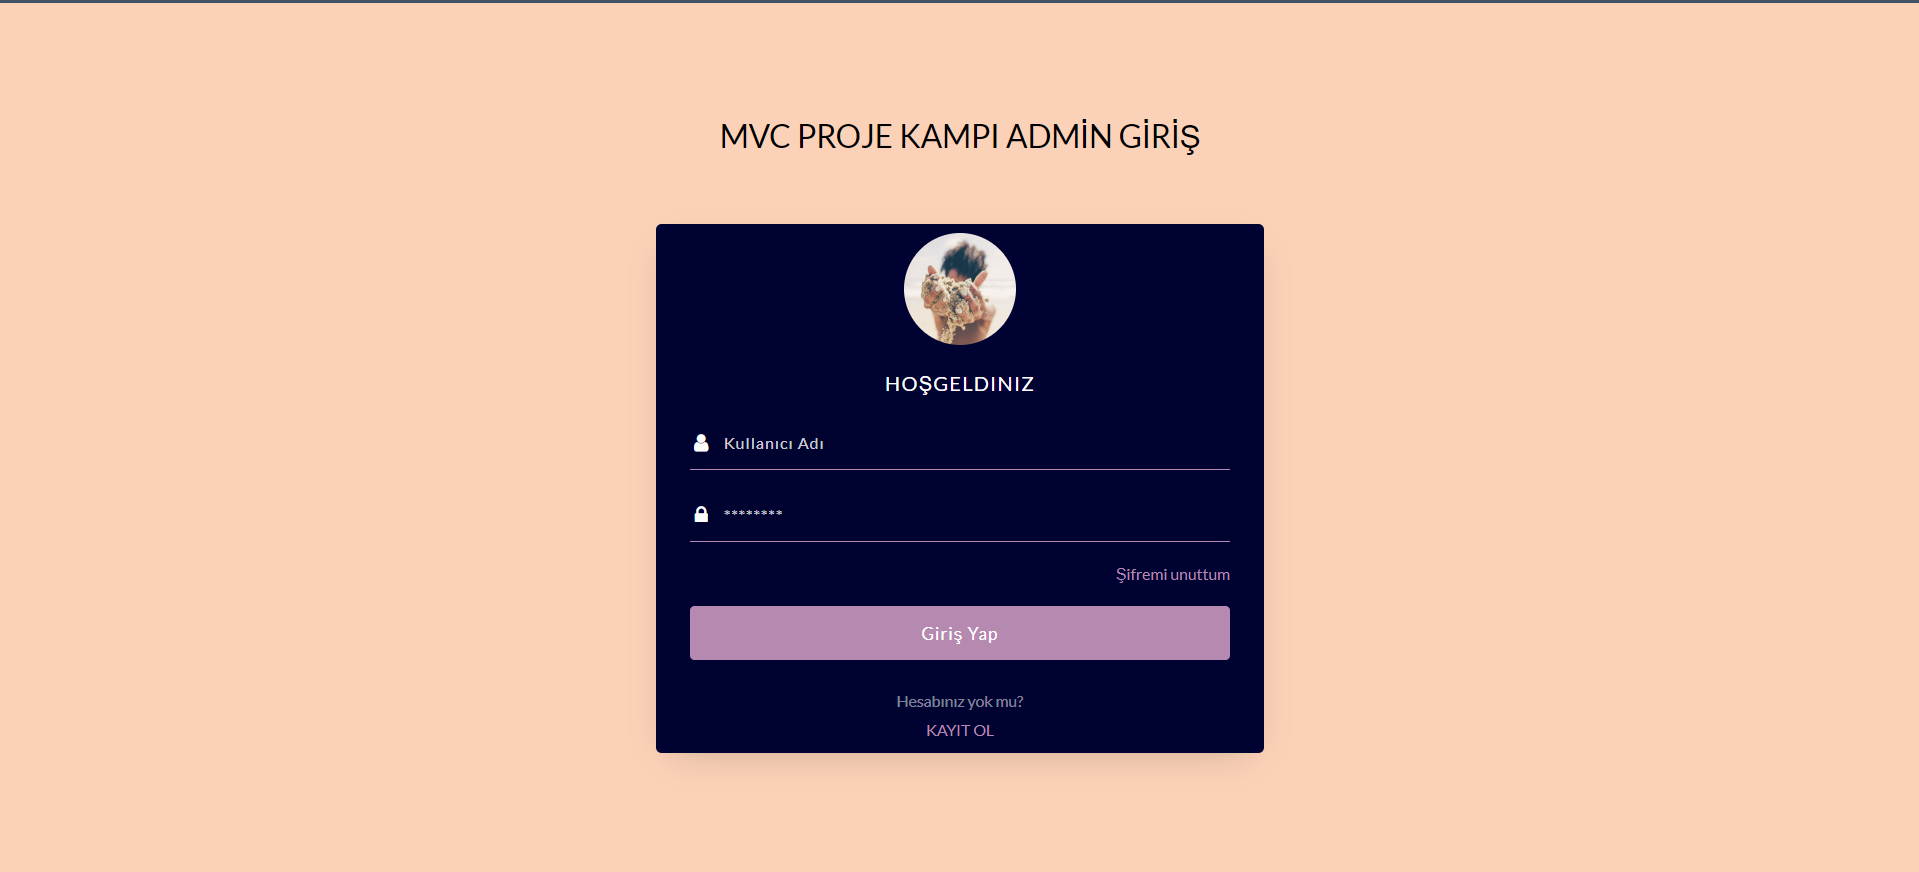 MVC PROJE KAMPI ADMİN GİRİŞ
HOŞGELDINIZ
Kullanıcı Adı
********
Şifremi unuttum
Giriş Yap
Hesabınız yok mu?
KAYIT OL